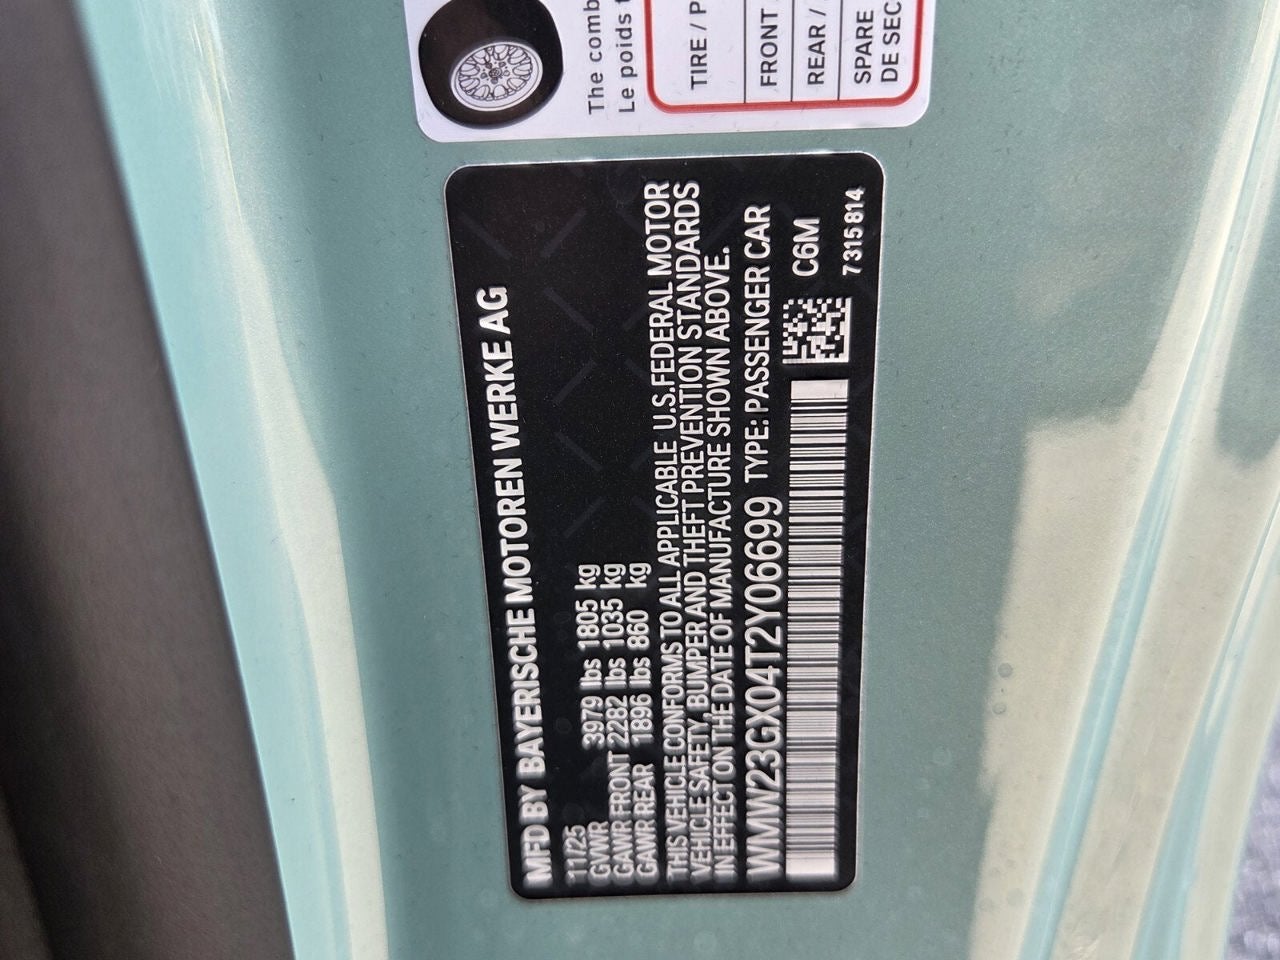 The comb
Le poids t
TIRE / P
FRONT
REAR /
SPARE
DE SEC
MFD BY BAYERISCHE MOTOREN WERKE AG
11/25
GVWR 3979 lbs 1805 kg
GAWR FRONT 2282 lbs 1035 kg
GAWR REAR 1896 lbs 860 kg
THIS VEHICLE CONFORMS TO ALL APPLICABLE U.S.FEDERAL MOTOR
VEHICLE SAFETY, BUMPER AND THEFT PREVENTION STANDARDS
IN EFFECT ON THE DATE OF MANUFACTURE SHOWN ABOVE.
WMW23GX04T2Y06699 TYPE: PASSENGER CAR
C6M
7315814